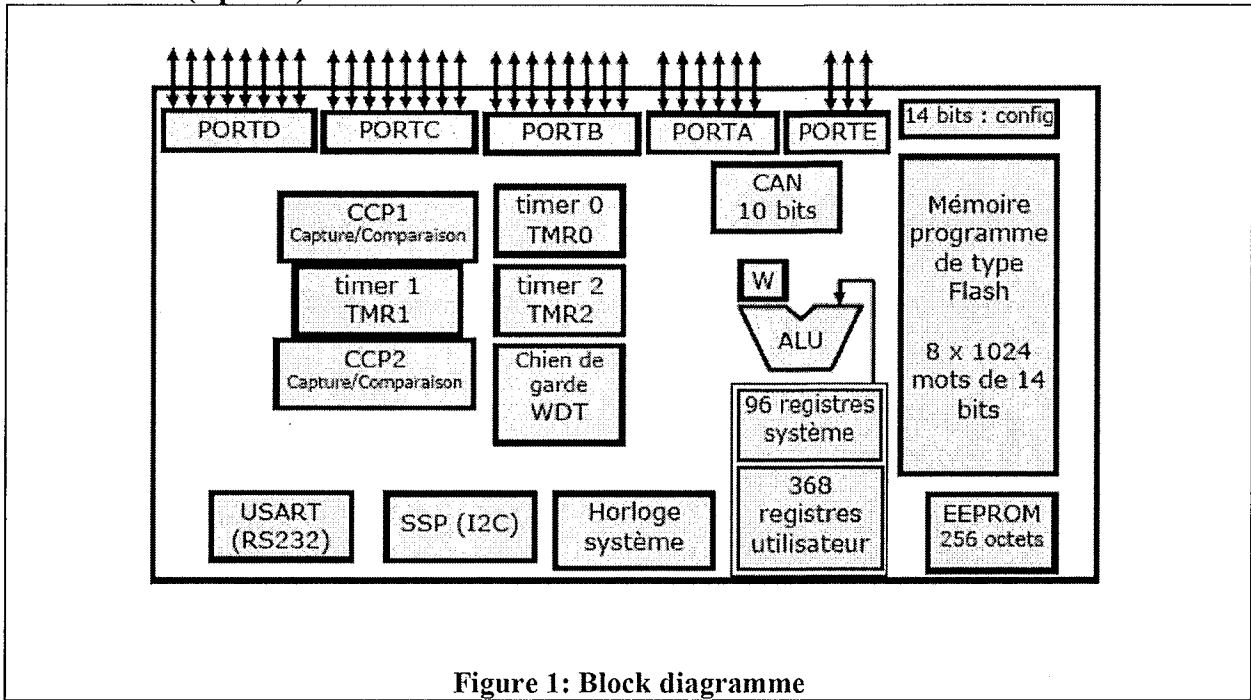 PORTD
PORTC
PORTB
PORTA
PORTE
14 bits : config
CCP1
Capture/Comparaison
timer 0
TMR0
CAN
10 bits
Mémoire
programme
de type
Flash
8 x 1024
mots de 14
bits
timer 1
TMR1
timer 2
TMR2
W
ALU
CCP2
Capture/Comparaison
Chien de
garde
WDT
96 registres
système
368
registres
utilisateur
USART
(RS232)
SSP (I2C)
Horloge
système
EEPROM
256 octets
Figure 1: Block diagramme